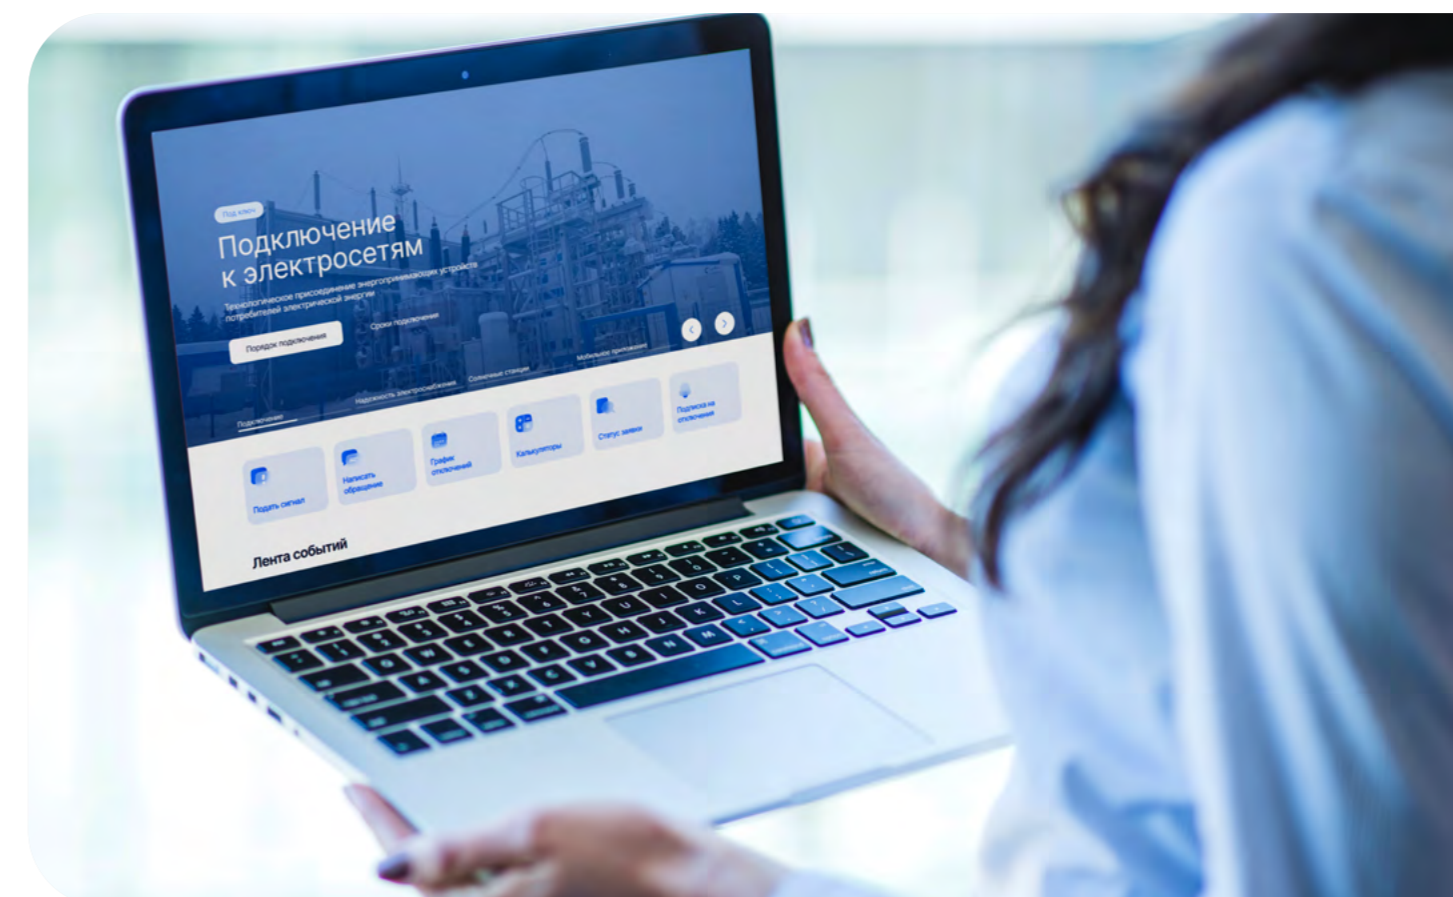 Под ключ
Подключение
к электросетям
Технологическое присоединение энергопринимающих устройств
потребителей электрической энергии
Порядок подключения
Сроки подключения
Подключение
Надежность электроснабжения
Солнечные станции
Мобильное приложение
Подать сигнал
Написать
обращение
График
отключений
Калькуляторы
Статус заявки
Подписка на
отключения
Лента событий